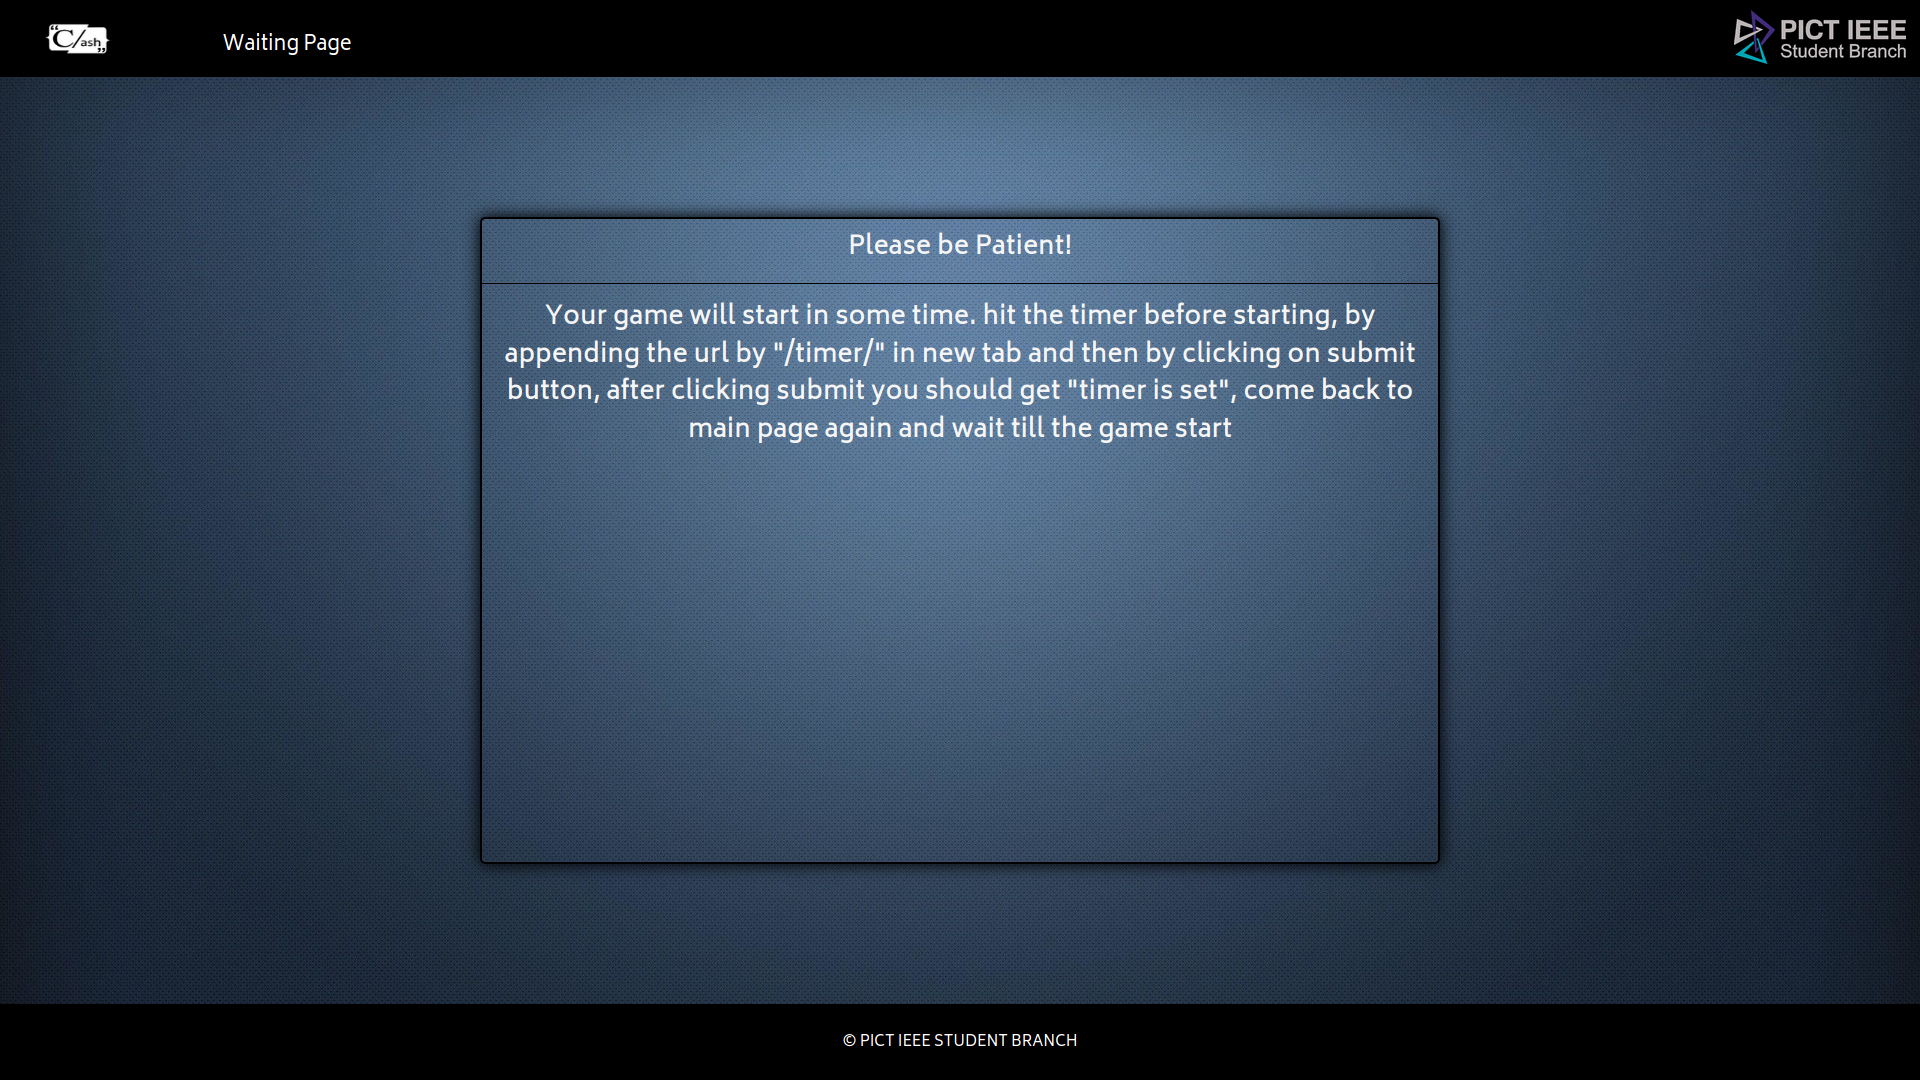 "C/ash"
Waiting Page
PICT IEEE
Student Branch
Please be Patient!
Your game will start in some time. hit the timer before starting, by
appending the url by "/timer/" in new tab and then by clicking on submit
button, after clicking submit you should get "timer is set", come back to
main page again and wait till the game start
© PICT IEEE STUDENT BRANCH